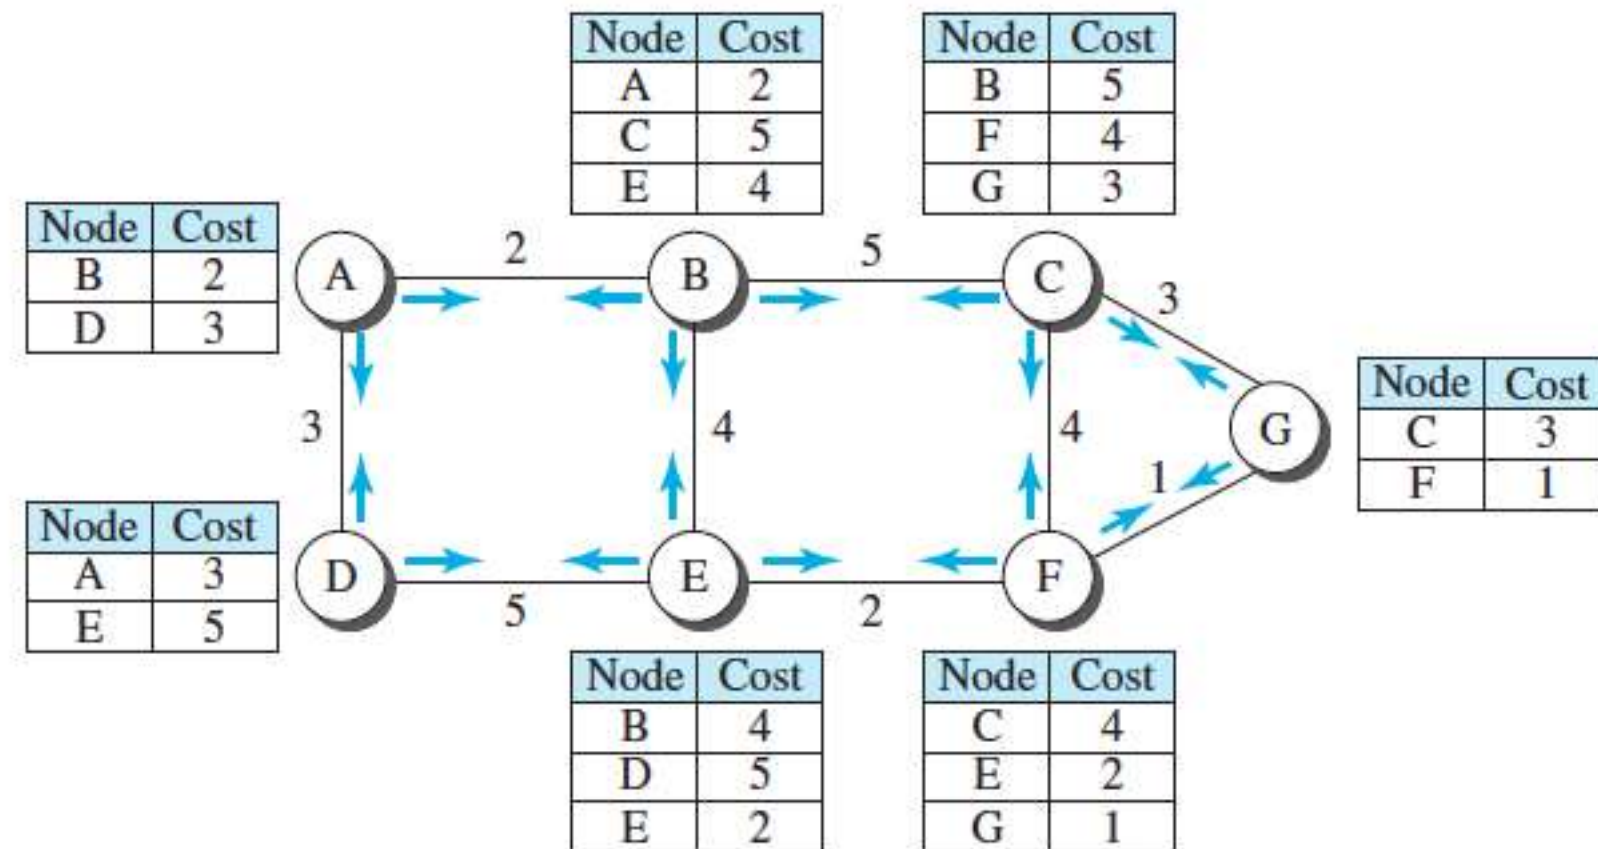 Node Cost
A 2
C 5
E 4
Node Cost
B 5
F 4
G 3
Node Cost
B 2
D 3
A 2 B 5 C
3
3 4 4 G
1
Node Cost
C 3
F 1
Node Cost
A 3
E 5
D 5 E 2 F
Node Cost
B 4
D 5
E 2
Node Cost
C 4
E 2
G 1